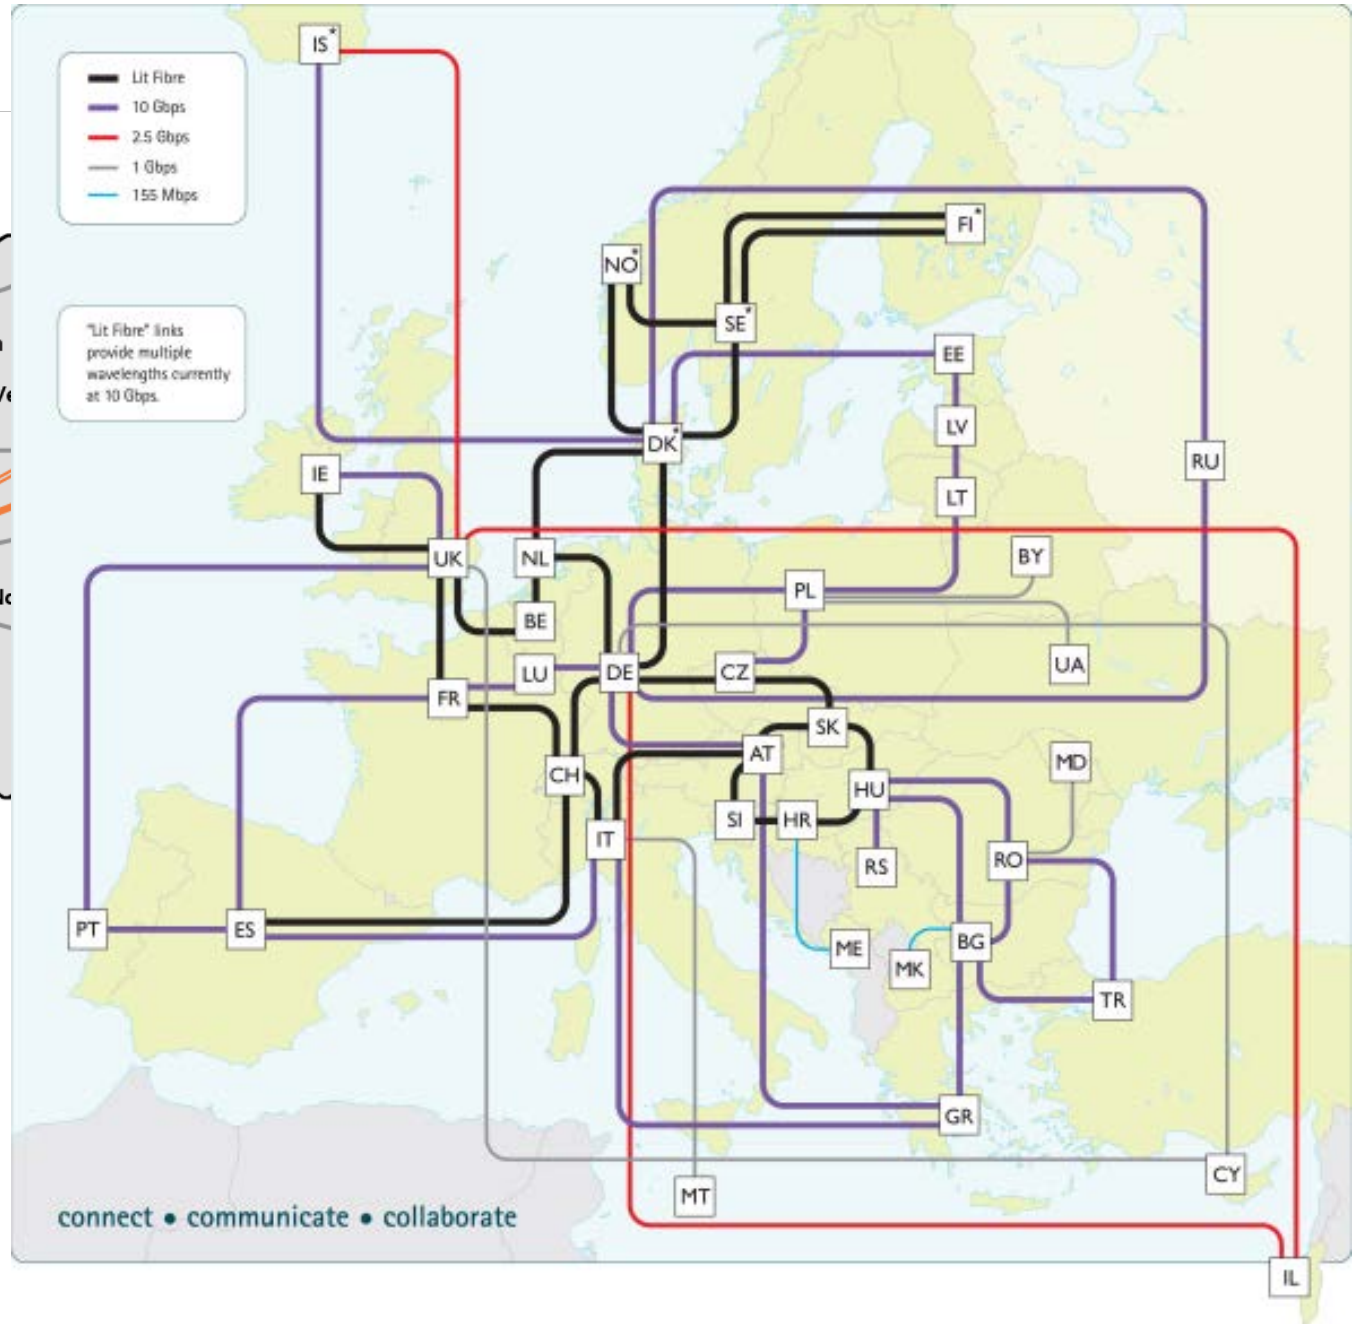 IS*
Lit Fibre
10 Gbps
2.5 Gbps
1 Gbps
155 Mbps
FI*
NO*
SE*
"Lit Fibre" links
provide multiple
wavelengths currently
at 10 Gbps.
EE
LV
DK*
RU
IE
LT
UK
NL
BY
PL
BE
UA
LU
DE
CZ
FR
SK
AT
MD
CH
HU
SI
HR
IT
RO
RS
PT
ES
BG
ME
MK
TR
GR
CY
MT
connect • communicate • collaborate
IL